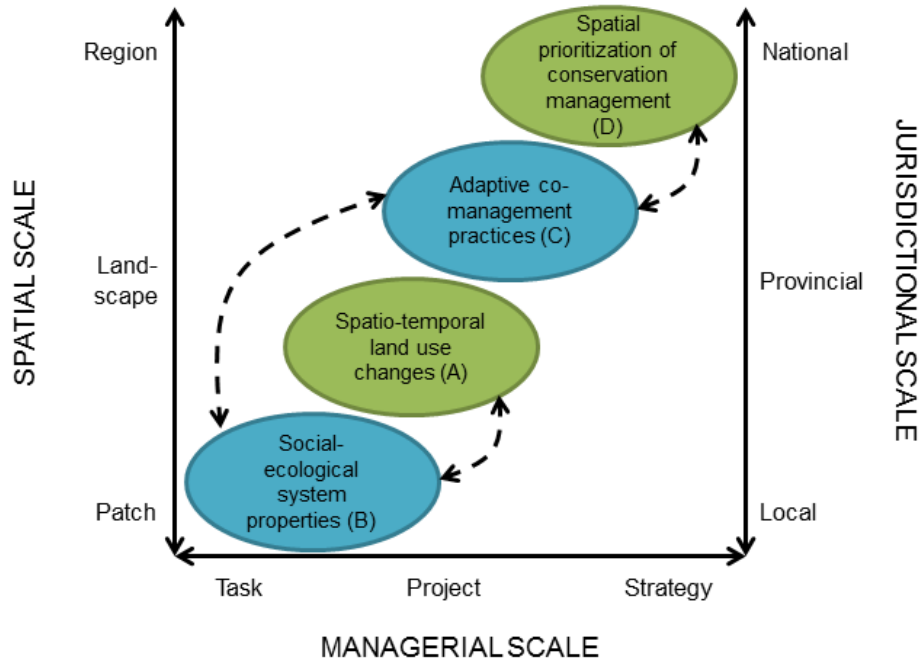 Region
Land-
scape
Patch
SPATIAL SCALE
Spatial
prioritization of
conservation
management
(D)
Adaptive co-
management
practices (C)
Spatio-temporal
land use
changes (A)
Social-
ecological
system
properties (B)
National
Provincial
Local
JURISDICTIONAL SCALE
Task
Project
Strategy
MANAGERIAL SCALE